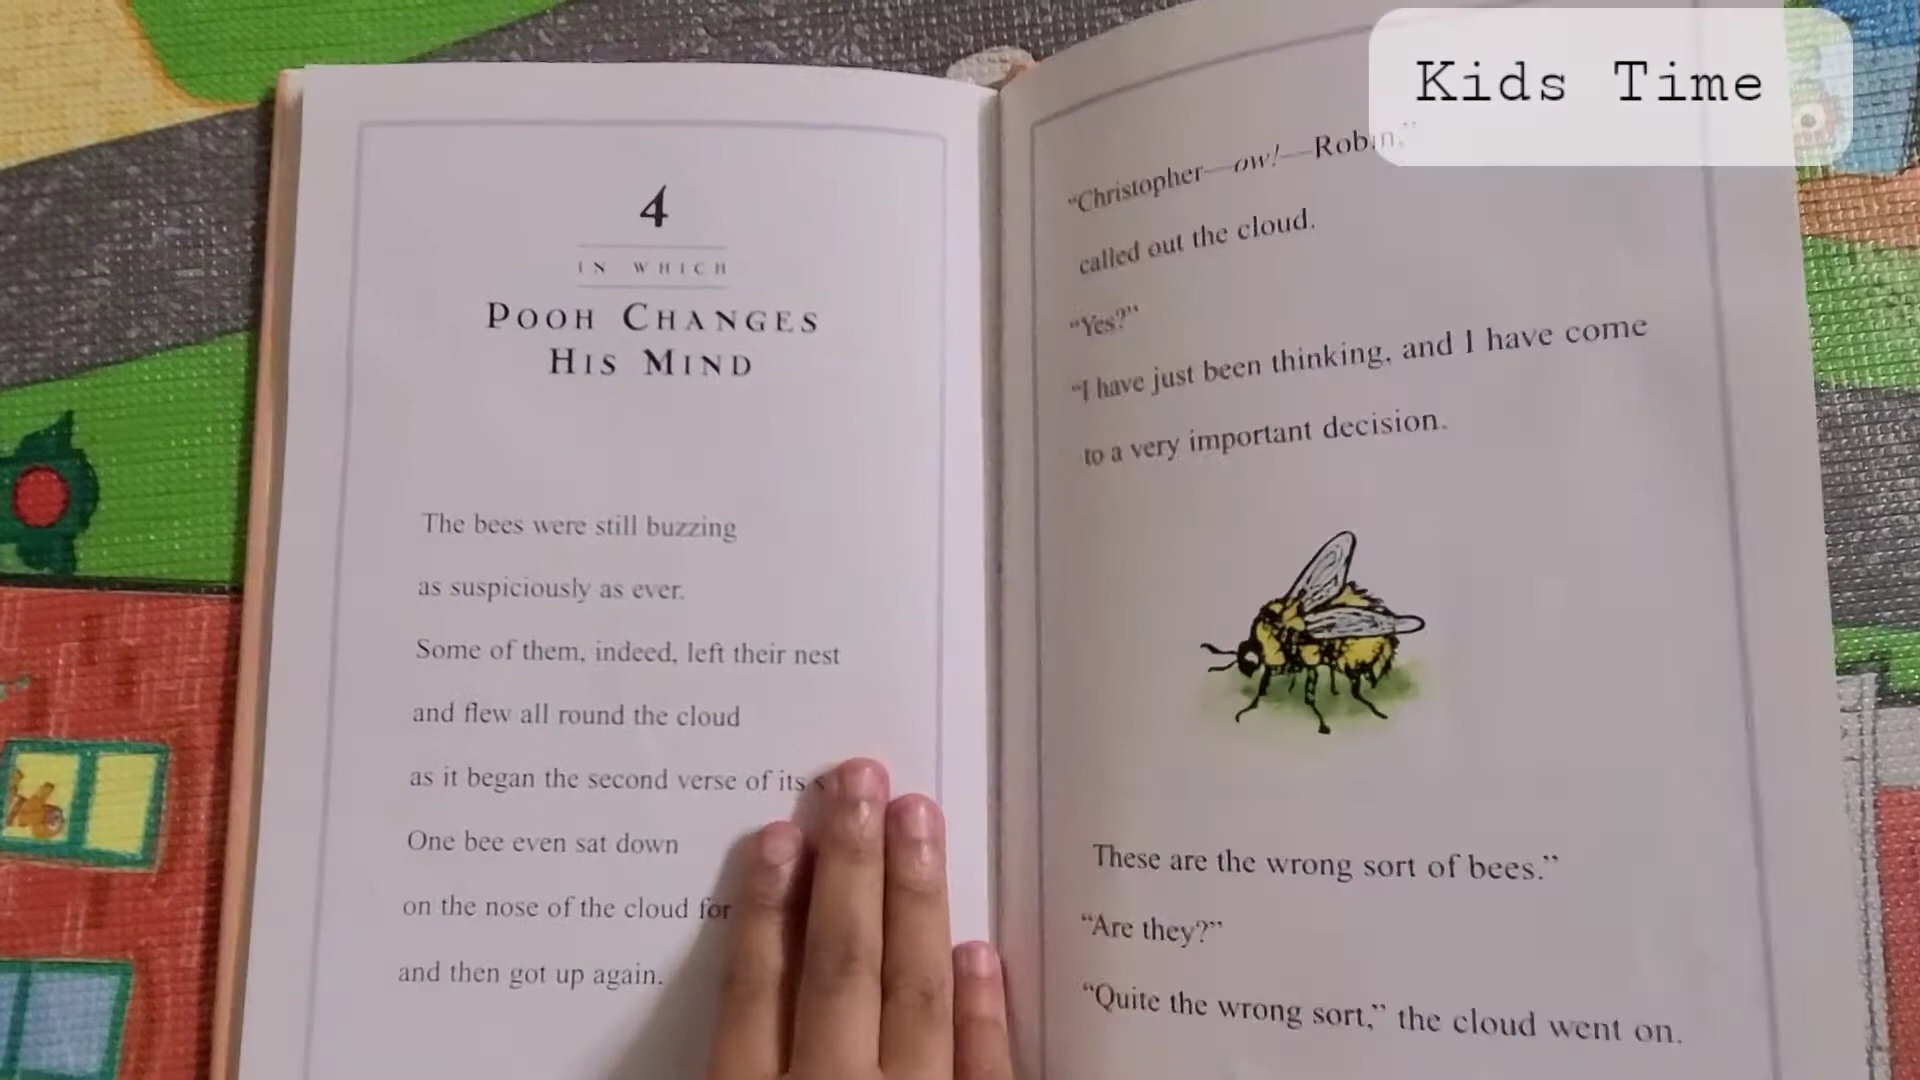 4
IN WHICH
POOH CHANGES
HIS MIND
The bees were still buzzing
as suspiciously as ever.
Some of them, indeed, left their nest
and flew all round the cloud
as it began the second verse of its
One bee even sat down
on the nose of the cloud for
and then got up again.
Kids Time
“Christopher—ow!—Robin,”
called out the cloud.
“Yes?”
“I have just been thinking, and I have come
to a very important decision.
These are the wrong sort of bees.”
“Are they?”
“Quite the wrong sort,” the cloud went on.